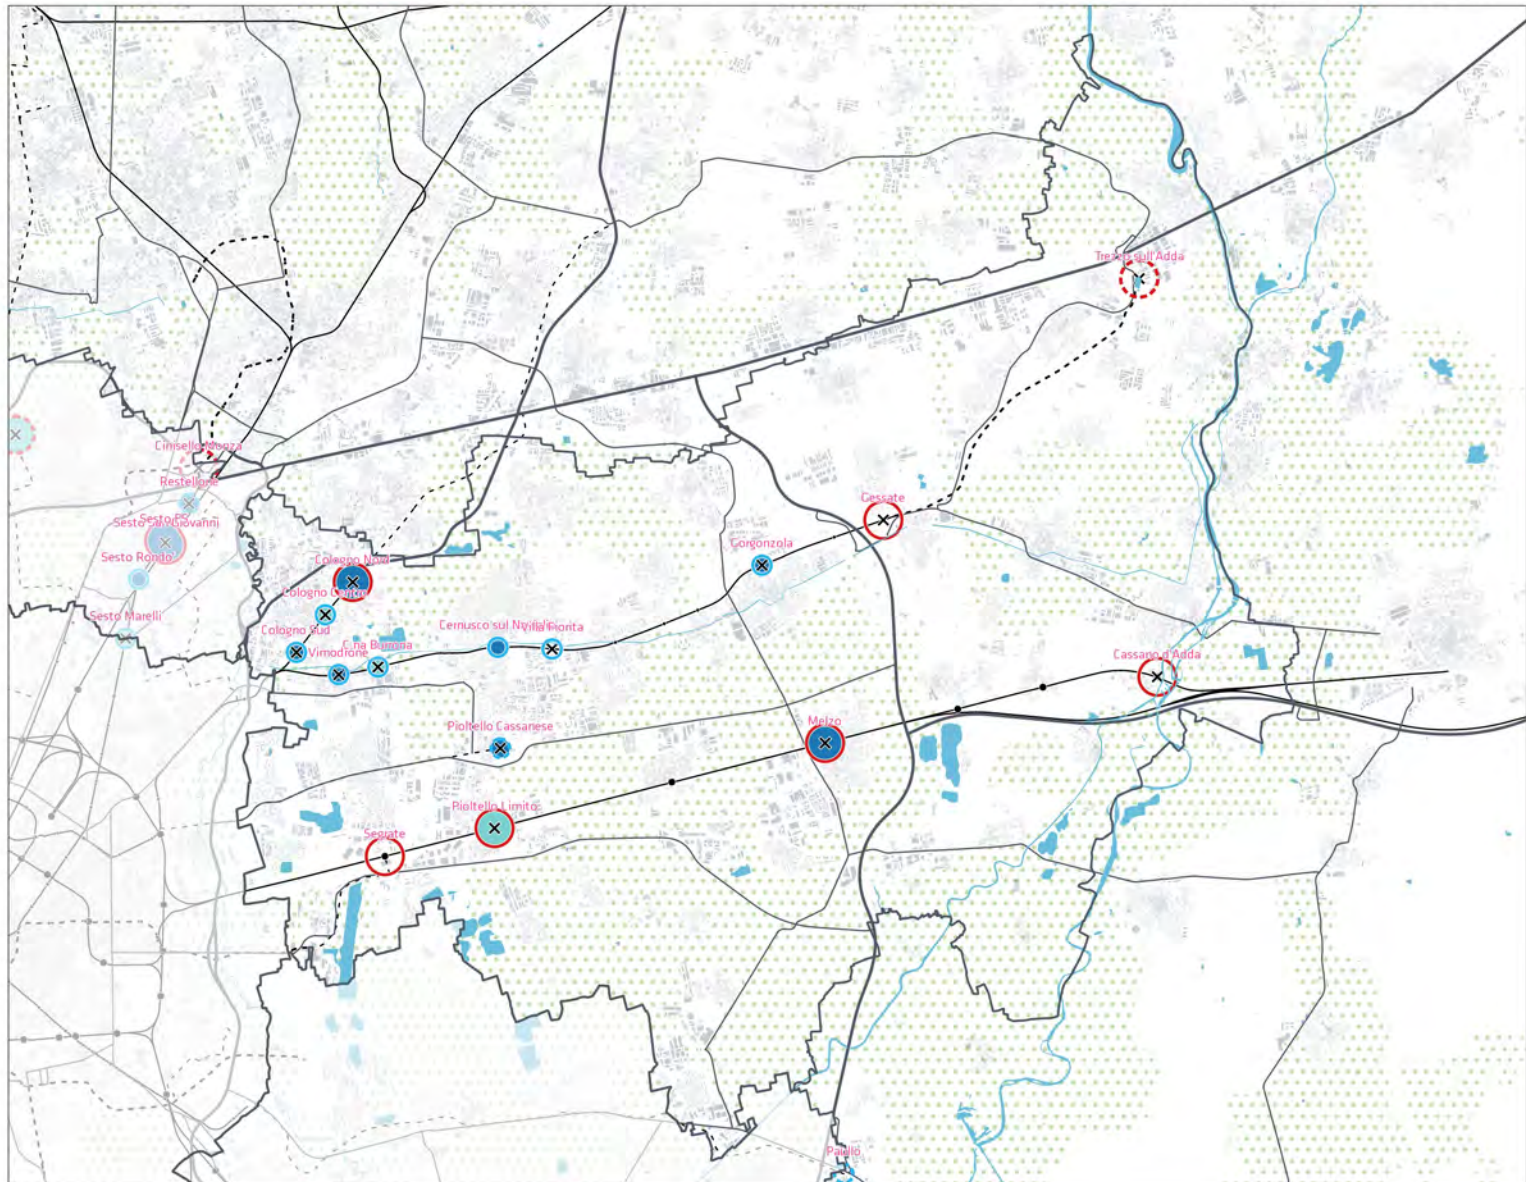 Trezzo sull'Adda
Cinisello Monza
Restellone
Sesto FS
Sesto San Giovanni
Sesto Rondo
Sesto Marelli
Gessate
Gorgonzola
Cologno Nord
Cologno Centro
Cologno Sud
Vimodrone
C.na Burrona
Cernusco sul Naviglio
Villa Fiorita
Cassano d'Adda
Melzo
Pioltello Cassanese
Pioltello Limito
Segrate
Paullo